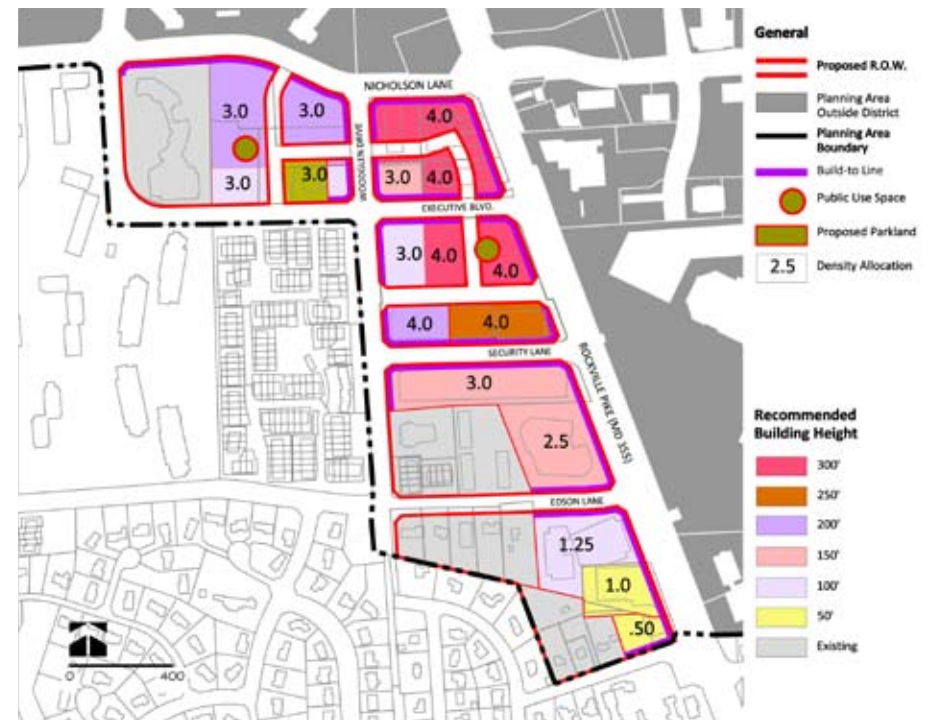 NICHOLSON LANE
WOODGLEN DRIVE
EXECUTIVE BLVD.
SECURITY LANE
ROCKVILLE PIKE (MD 355)
EDSON LANE
3.0
3.0
4.0
3.0
3.0
3.0
4.0
3.0
4.0
4.0
4.0
4.0
3.0
2.5
1.25
1.0
.50
0
400
General
Proposed R.O.W.
Planning Area
Outside District
Planning Area
Boundary
Build-to Line
Public Use Space
Proposed Parkland
2.5
Density Allocation
Recommended
Building Height
300'
250'
200'
150'
100'
50'
Existing